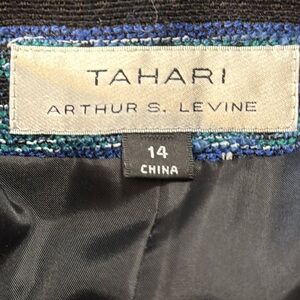 TAHARI
ARTHUR S. LEVINE
14
CHINA